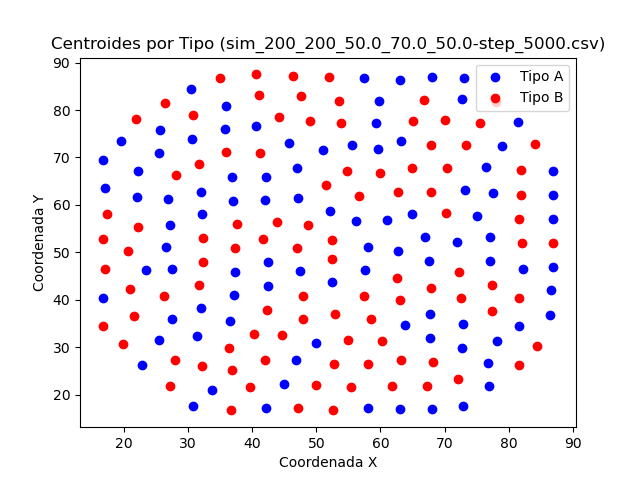 Centroides por Tipo (sim_200_200_50.0_70.0_50.0-step_5000.csv)
Tipo A
Tipo B
90
80
70
60
50
40
30
20
Coordenada Y
20 30 40 50 60 70 80 90
Coordenada X